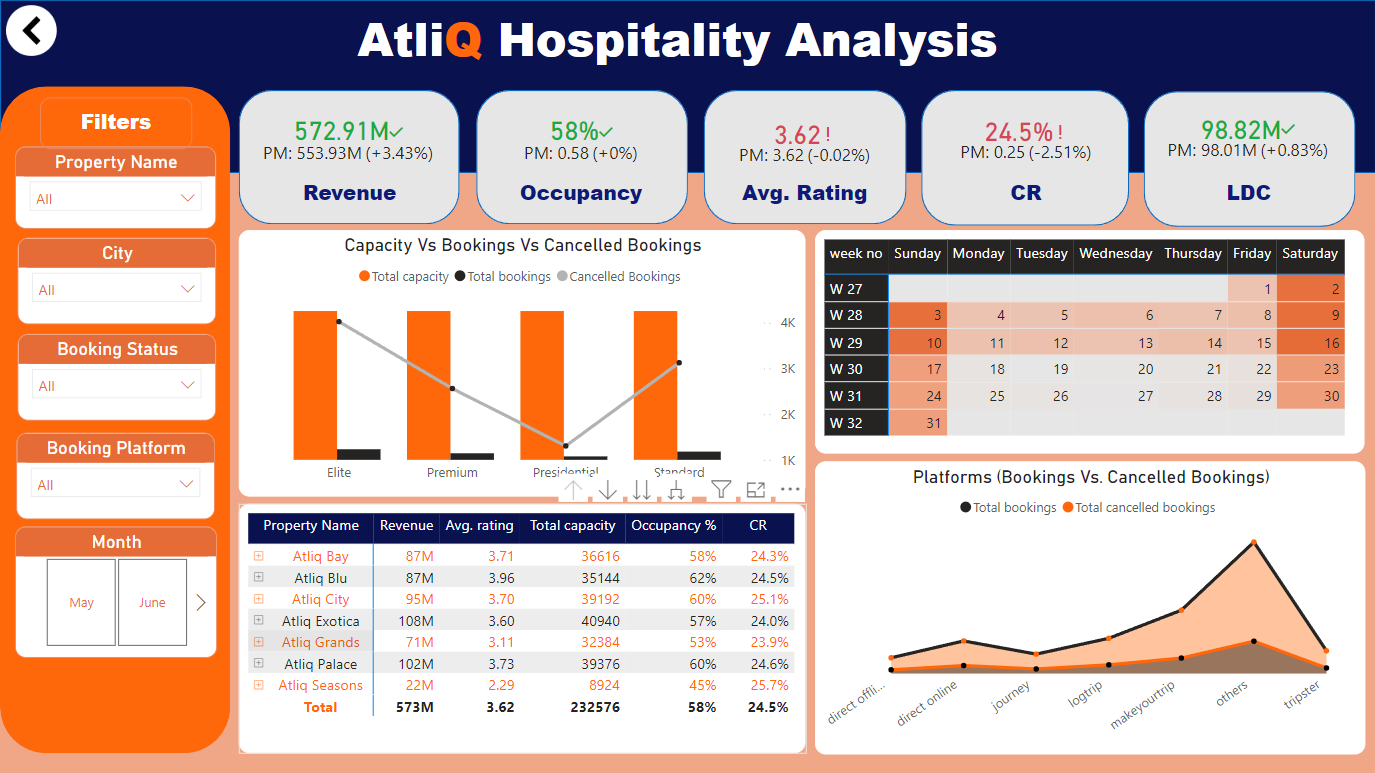 AtliQ Hospitality Analysis
Filters
Property Name
All
City
All
Booking Status
All
Booking Platform
All
Month
May June
572.91M
PM: 553.93M (+3.43%)
Revenue
58%
PM: 0.58 (+0%)
Occupancy
3.62 !
PM: 3.62 (-0.02%)
Avg. Rating
24.5% !
PM: 0.25 (-2.51%)
CR
98.82M
PM: 98.01M (+0.83%)
LDC
Capacity Vs Bookings Vs Cancelled Bookings
Total capacity Total bookings Cancelled Bookings
4K
3K
2K
1K
Elite Premium Presidential Standard
week no Sunday Monday Tuesday Wednesday Thursday Friday Saturday
W 27 1 2
W 28 3 4 5 6 7 8 9
W 29 10 11 12 13 14 15 16
W 30 17 18 19 20 21 22 23
W 31 24 25 26 27 28 29 30
W 32 31
Property Name Revenue Avg. rating Total capacity Occupancy % CR
Atliq Bay 87M 3.71 36616 58% 24.3%
Atliq Blu 87M 3.96 35144 62% 24.5%
Atliq City 95M 3.70 39192 60% 25.1%
Atliq Exotica 108M 3.60 40940 57% 24.0%
Atliq Grands 71M 3.11 32384 53% 23.9%
Atliq Palace 102M 3.73 39376 60% 24.6%
Atliq Seasons 22M 2.29 8924 45% 25.7%
Total 573M 3.62 232576 58% 24.5%
Platforms (Bookings Vs. Cancelled Bookings)
Total bookings Total cancelled bookings
direct offli... direct online journey logtrip makeyourtrip others tripster